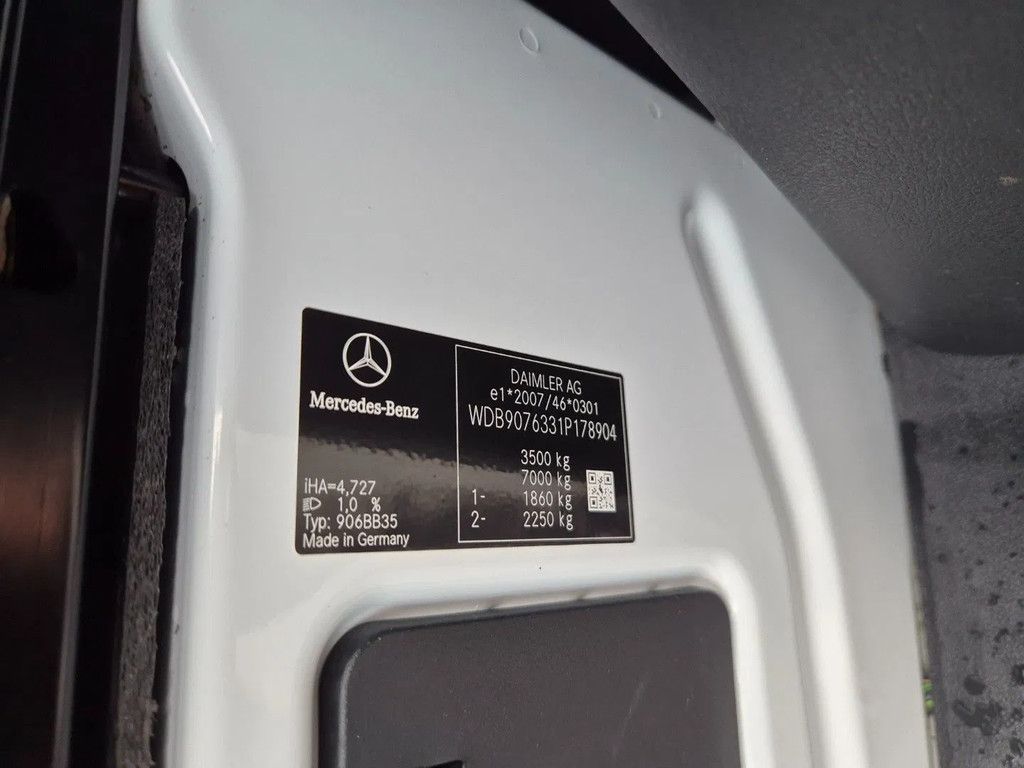 Mercedes-Benz
iHA=4,727
1,0 %
Typ: 906BB35
Made in Germany
DAIMLER AG
e1*2007/46*0301
WDB9076331P178904
3500 kg
7000 kg
1- 1860 kg
2- 2250 kg